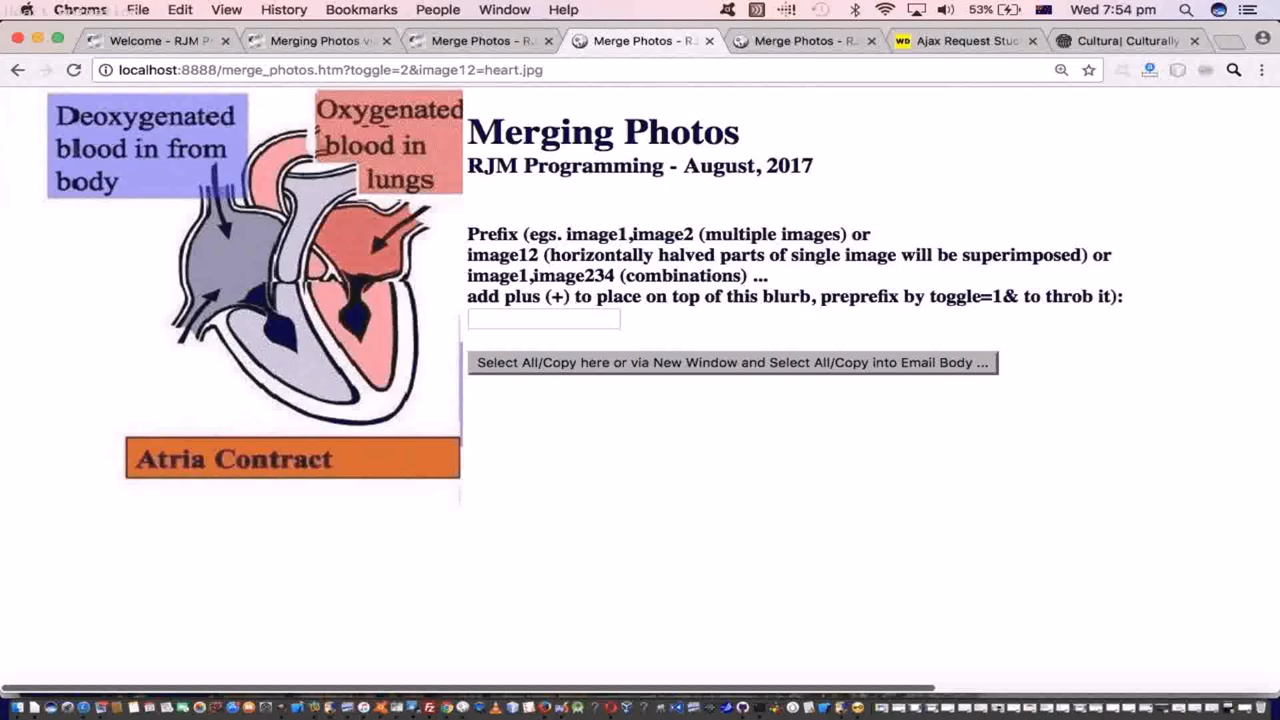 Chrome File Edit View History Bookmarks People Window Help 53% Wed 7:54 pm
Welcome - RJM P × Merging Photos v × Merge Photos - R × Merge Photos - RJ × Merge Photos - RJ × WD Ajax Request Stu × Cultura| Culturally ×
localhost:8888/merge_photos.htm?toggle=2&image12=heart.jpg
Deoxygenated
blood in from
body
Oxygenated
blood in
lungs
Atria Contract
Merging Photos
RJM Programming - August, 2017
Prefix (egs. image1,image2 (multiple images) or
image12 (horizontally halved parts of single image will be superimposed) or
image1,image234 (combinations) ...
add plus (+) to place on top of this blurb, preprefix by toggle=1& to throb it):
Select All/Copy here or via New Window and Select All/Copy into Email Body ...